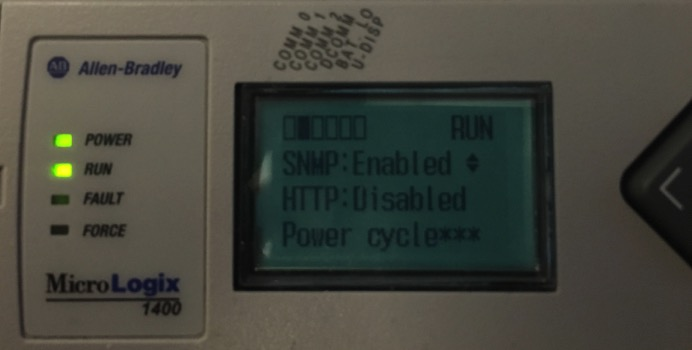 COMM 0
COMM 1
COMM 2
DCOMM
BAT. LO
U-DISP
AB Allen-Bradley
POWER
RUN
FAULT
FORCE
MicroLogix
1400
RUN
SNMP:Enabled
HTTP:Disabled
Power cycle***